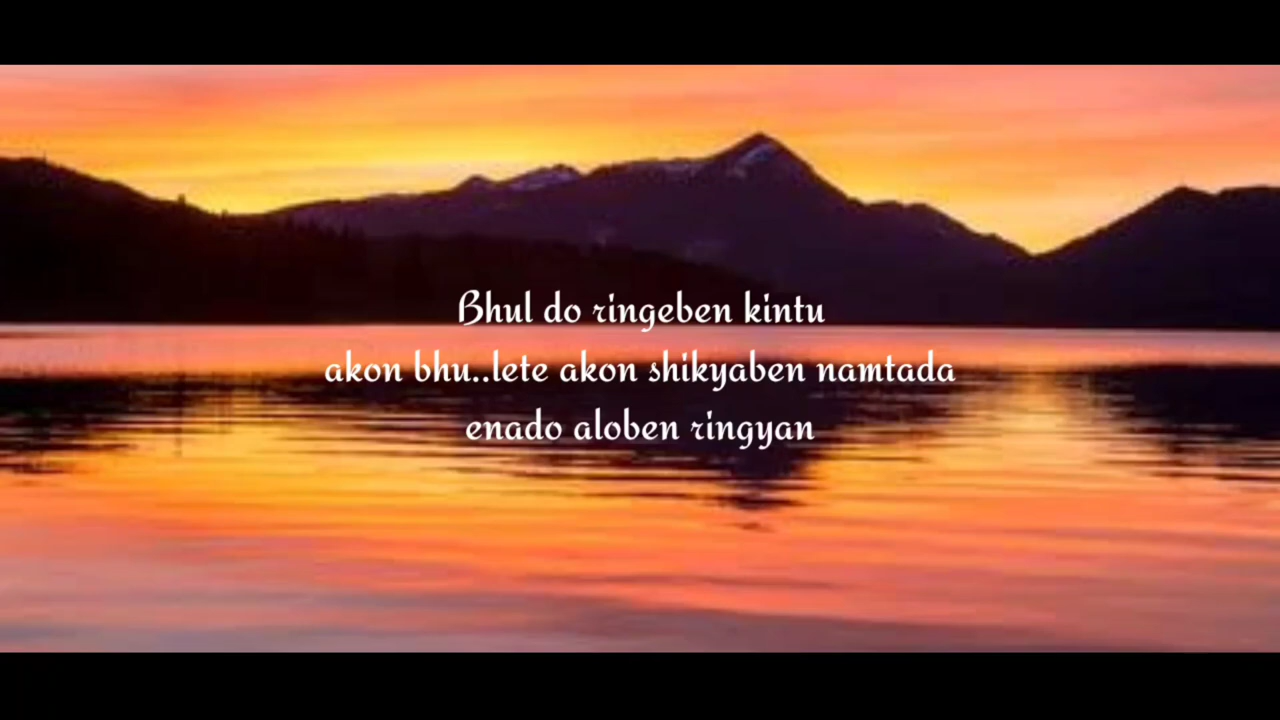 Bhul do ringeben kintu
akon bhu..lete akon shikyaben namtada
enado aloben ringyan